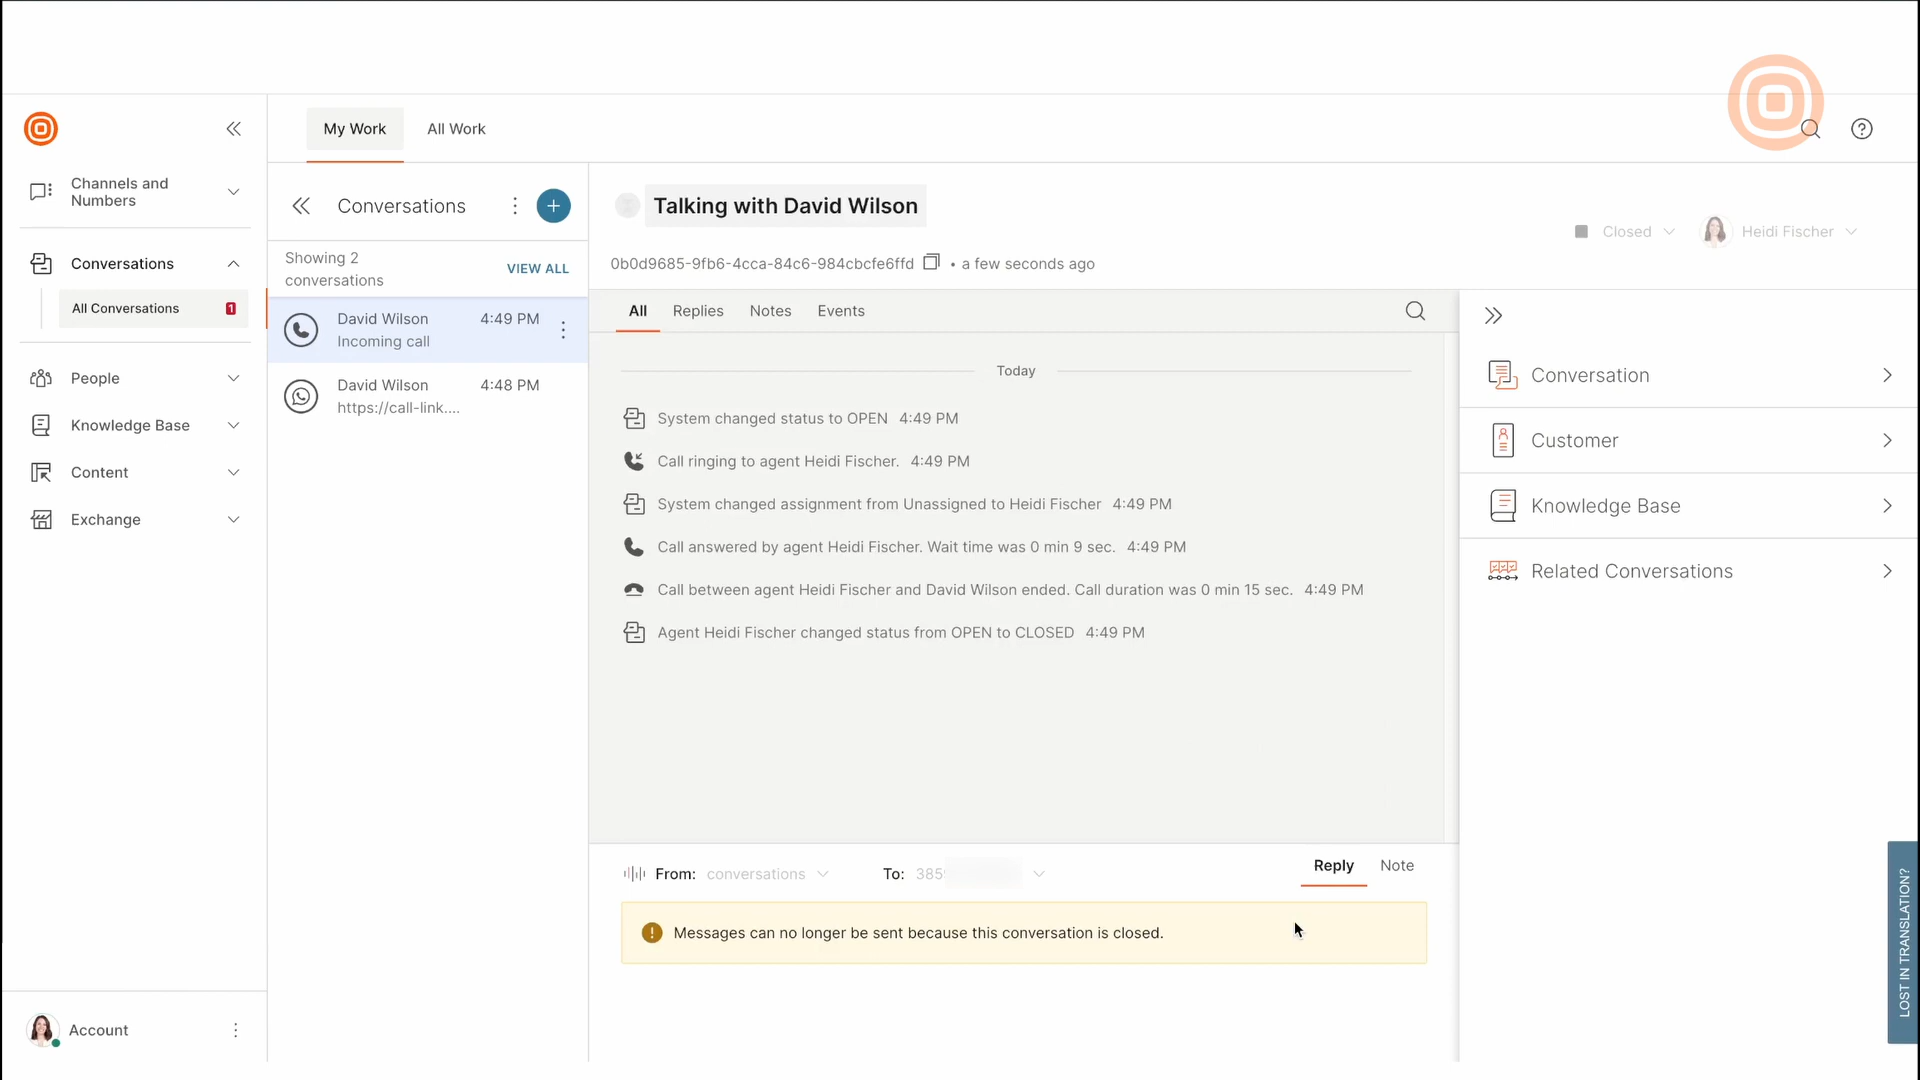 My Work
All Work
Channels and
Numbers
Conversations
All Conversations
1
People
Knowledge Base
Content
Exchange
Account
Conversations
+
Showing 2
conversations
VIEW ALL
David Wilson
4:49 PM
Incoming call
David Wilson
4:48 PM
https://call-link....
Talking with David Wilson
0b0d9685-9fb6-4cca-84c6-984cbcfe6ffd • a few seconds ago
Closed
Heidi Fischer
All
Replies
Notes
Events
Today
System changed status to OPEN 4:49 PM
Call ringing to agent Heidi Fischer. 4:49 PM
System changed assignment from Unassigned to Heidi Fischer 4:49 PM
Call answered by agent Heidi Fischer. Wait time was 0 min 9 sec. 4:49 PM
Call between agent Heidi Fischer and David Wilson ended. Call duration was 0 min 15 sec. 4:49 PM
Agent Heidi Fischer changed status from OPEN to CLOSED 4:49 PM
From: conversations
To:
Reply
Note
Messages can no longer be sent because this conversation is closed.
Conversation
Customer
Knowledge Base
Related Conversations
LOST IN TRANSLATION?